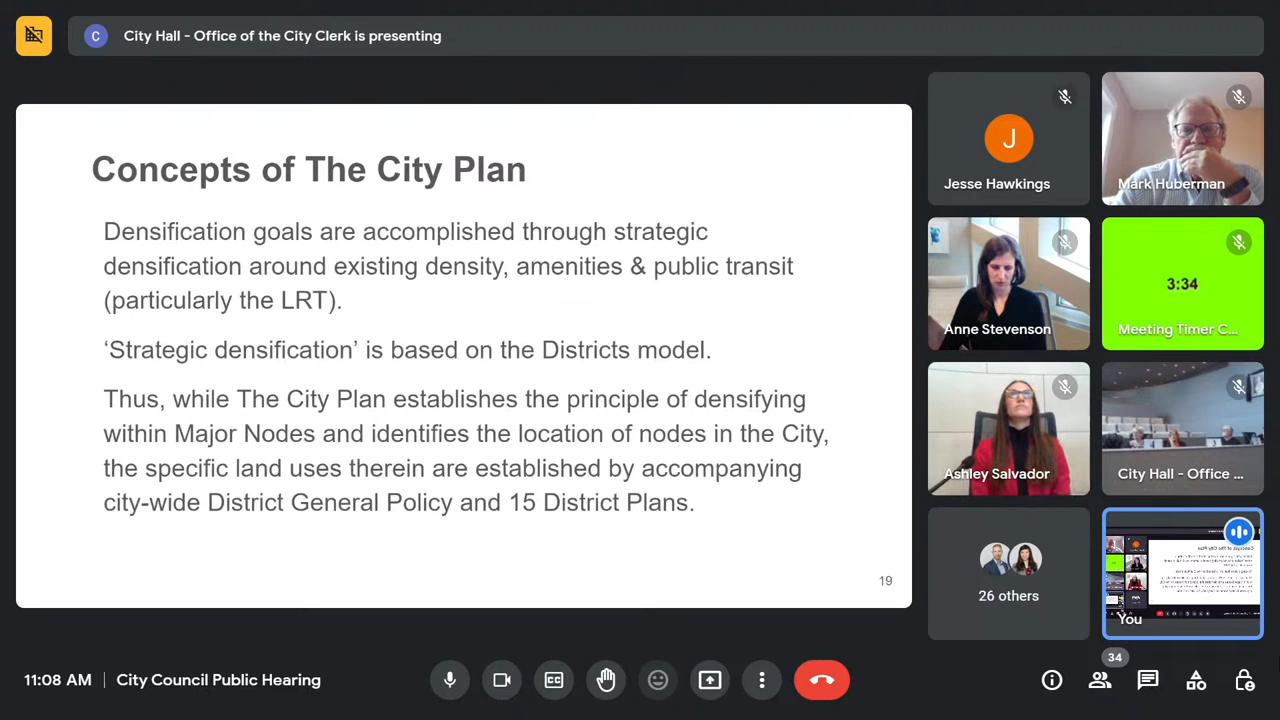 C
City Hall - Office of the City Clerk is presenting
Concepts of The City Plan
Densification goals are accomplished through strategic
densification around existing density, amenities & public transit
(particularly the LRT).
‘Strategic densification’ is based on the Districts model.
Thus, while The City Plan establishes the principle of densifying
within Major Nodes and identifies the location of nodes in the City,
the specific land uses therein are established by accompanying
city-wide District General Policy and 15 District Plans.
19
J
Jesse Hawkings
Mark Huberman
Anne Stevenson
3:34
Meeting Timer C...
Ashley Salvador
City Hall - Office ...
26 others
You
11:08 AM
City Council Public Hearing
CC
34